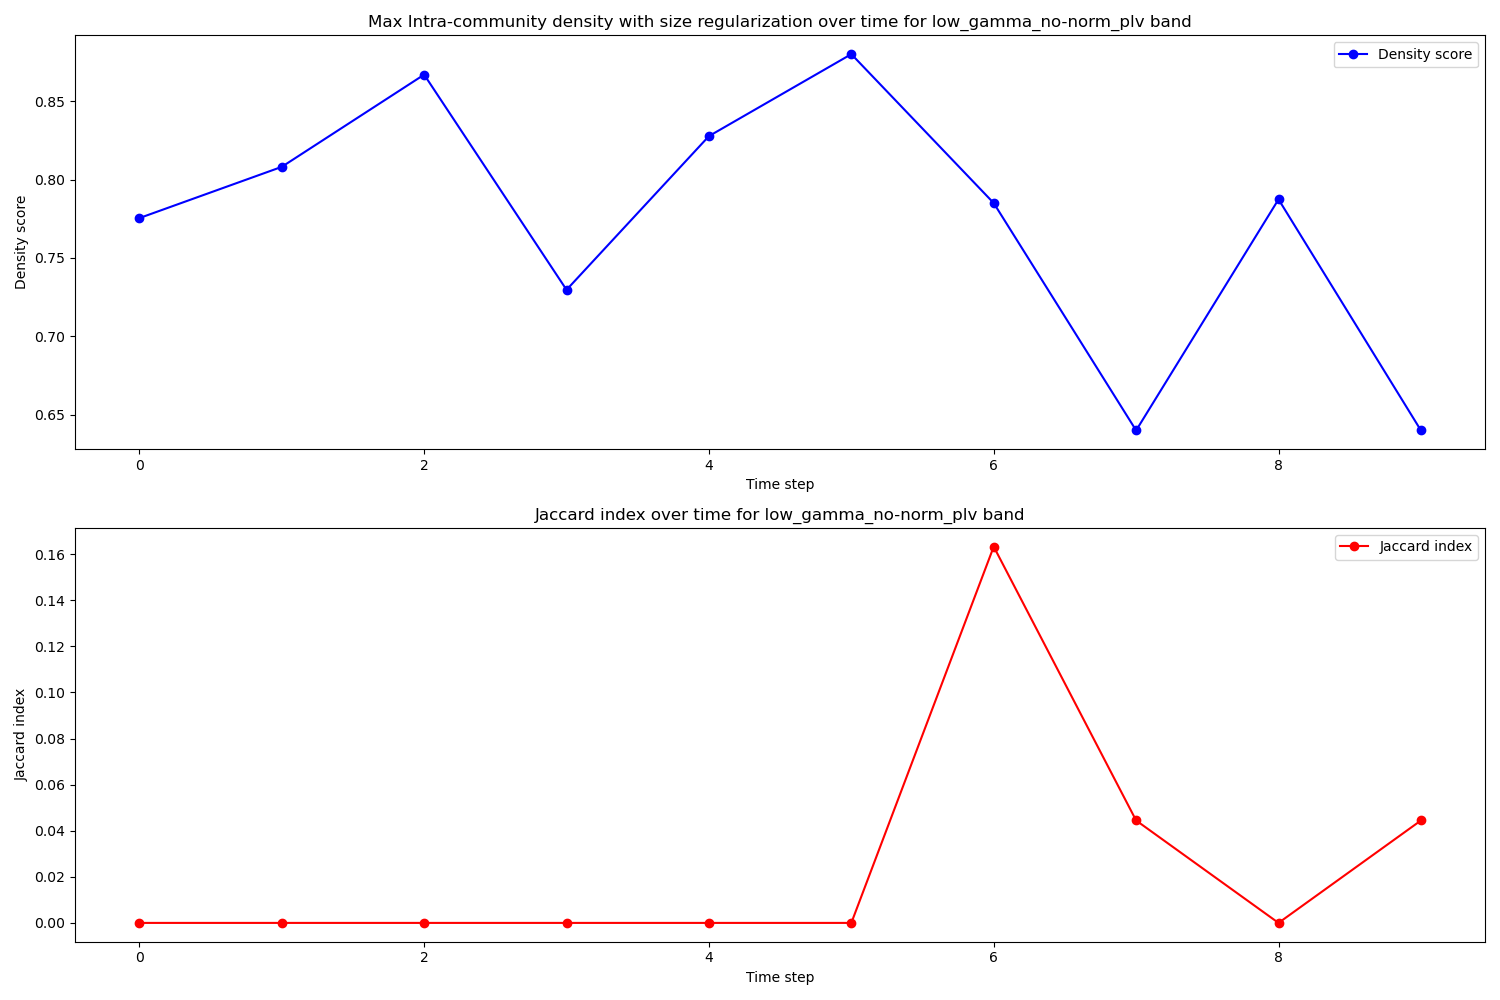 Max Intra-community density with size regularization over time for low_gamma_no-norm_plv band
Density score
0.85
0.80
0.75
0.70
0.65
Density score
0 2 4 6 8
Time step
Jaccard index over time for low_gamma_no-norm_plv band
Jaccard index
0.16
0.14
0.12
0.10
0.08
0.06
0.04
0.02
0.00
Jaccard index
0 2 4 6 8
Time step